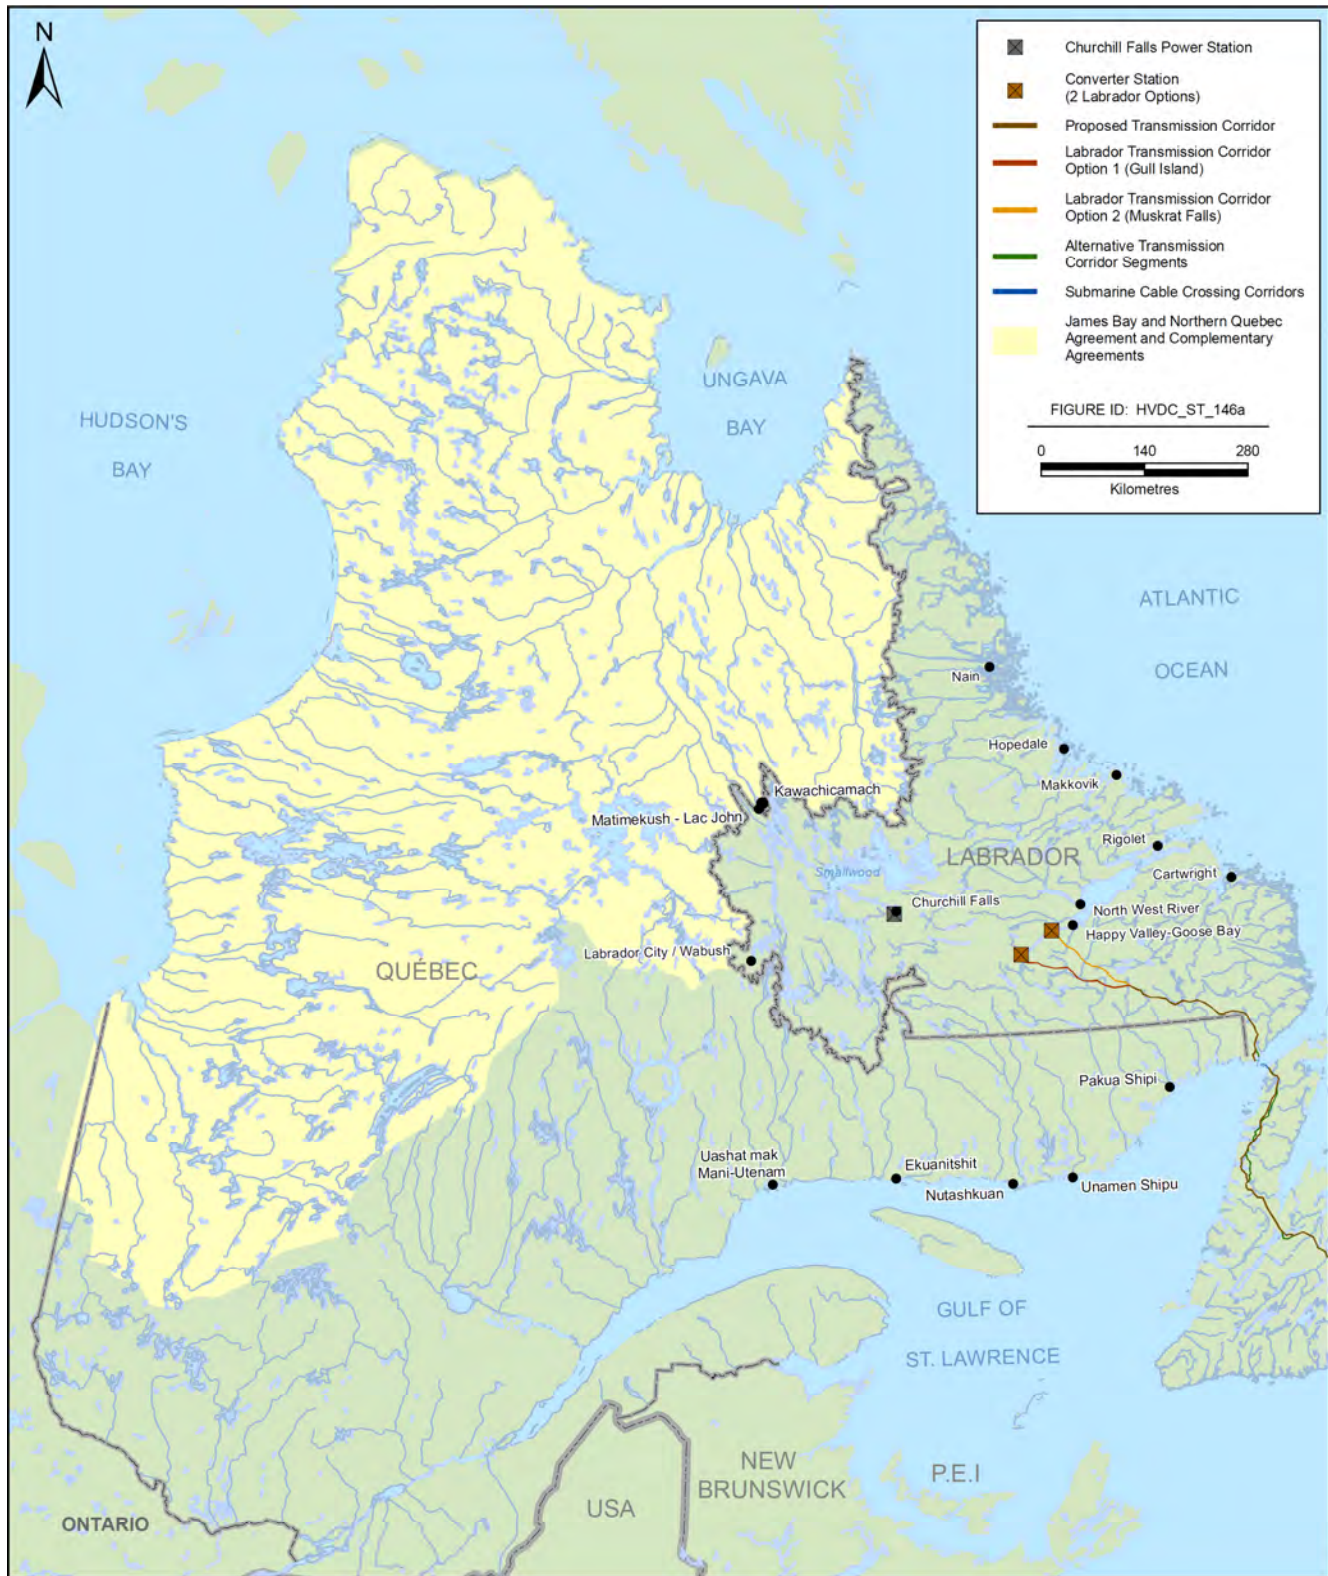 N
Churchill Falls Power Station
Converter Station
(2 Labrador Options)
Proposed Transmission Corridor
Labrador Transmission Corridor
Option 1 (Gull Island)
Labrador Transmission Corridor
Option 2 (Muskrat Falls)
Alternative Transmission
Corridor Segments
Submarine Cable Crossing Corridors
James Bay and Northern Quebec
Agreement and Complementary
Agreements
FIGURE ID: HVDC_ST_146a
0 140 280
Kilometres
HUDSON'S
BAY
UNGAVA
BAY
ATLANTIC
OCEAN
Nain
Hopedale
Makkovik
Kawachicamach
Matimekush - Lac John
Rigolet
LABRADOR
Smallwood
Cartwright
Churchill Falls
North West River
Happy Valley-Goose Bay
Labrador City / Wabush
QUÉBEC
Pakua Shipi
Uashat mak
Mani-Utenam
Ekuanitshit
Nutashkuan
Unamen Shipu
GULF OF
ST. LAWRENCE
NEW
BRUNSWICK
P.E.I
USA
ONTARIO